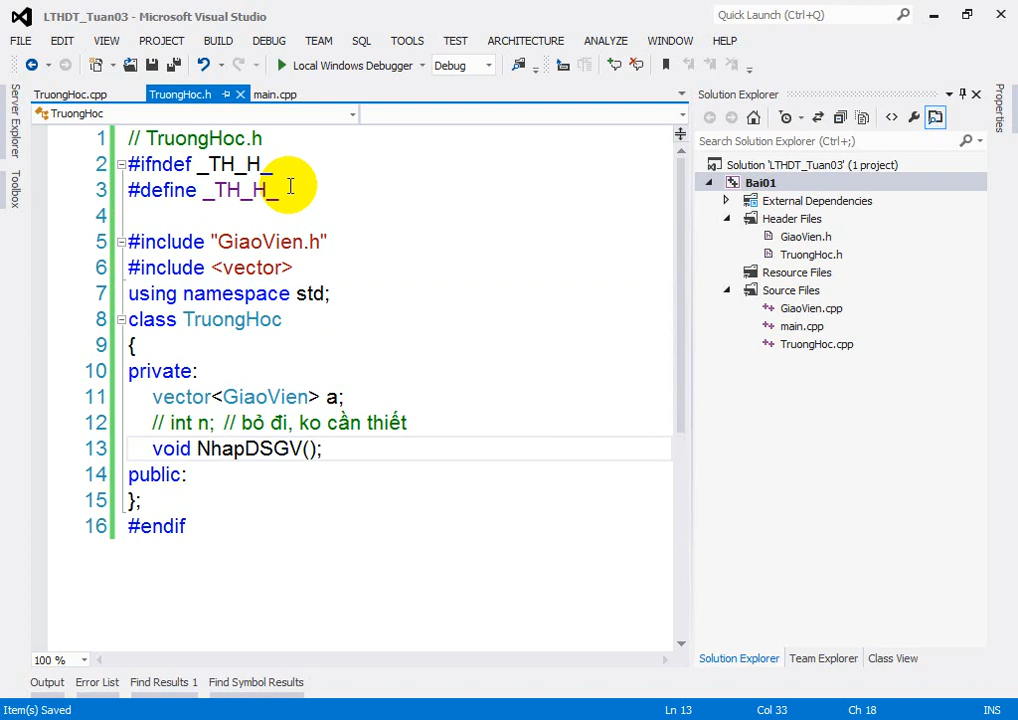 LTHDT_Tuan03 - Microsoft Visual Studio
Quick Launch (Ctrl+Q)
FILE EDIT VIEW PROJECT BUILD DEBUG TEAM SQL TOOLS TEST ARCHITECTURE ANALYZE WINDOW HELP
Local Windows Debugger Debug
Server Explorer
Toolbox
TruongHoc.cpp TruongHoc.h main.cpp
TruongHoc
1 // TruongHoc.h
2 #ifndef _TH_H_
3 #define _TH_H_
4
5 #include "GiaoVien.h"
6 #include <vector>
7 using namespace std;
8 class TruongHoc
9 {
10 private:
11 vector<GiaoVien> a;
12 // int n; // bỏ đi, ko cần thiết
13 void NhapDSGV();
14 public:
15 };
16 #endif
100 %
Solution Explorer
Search Solution Explorer (Ctrl+;)
Solution 'LTHDT_Tuan03' (1 project)
Bai01
External Dependencies
Header Files
GiaoVien.h
TruongHoc.h
Resource Files
Source Files
GiaoVien.cpp
main.cpp
TruongHoc.cpp
Solution Explorer Team Explorer Class View
Properties
Output Error List Find Results 1 Find Symbol Results
Item(s) Saved Ln 13 Col 33 Ch 18 INS